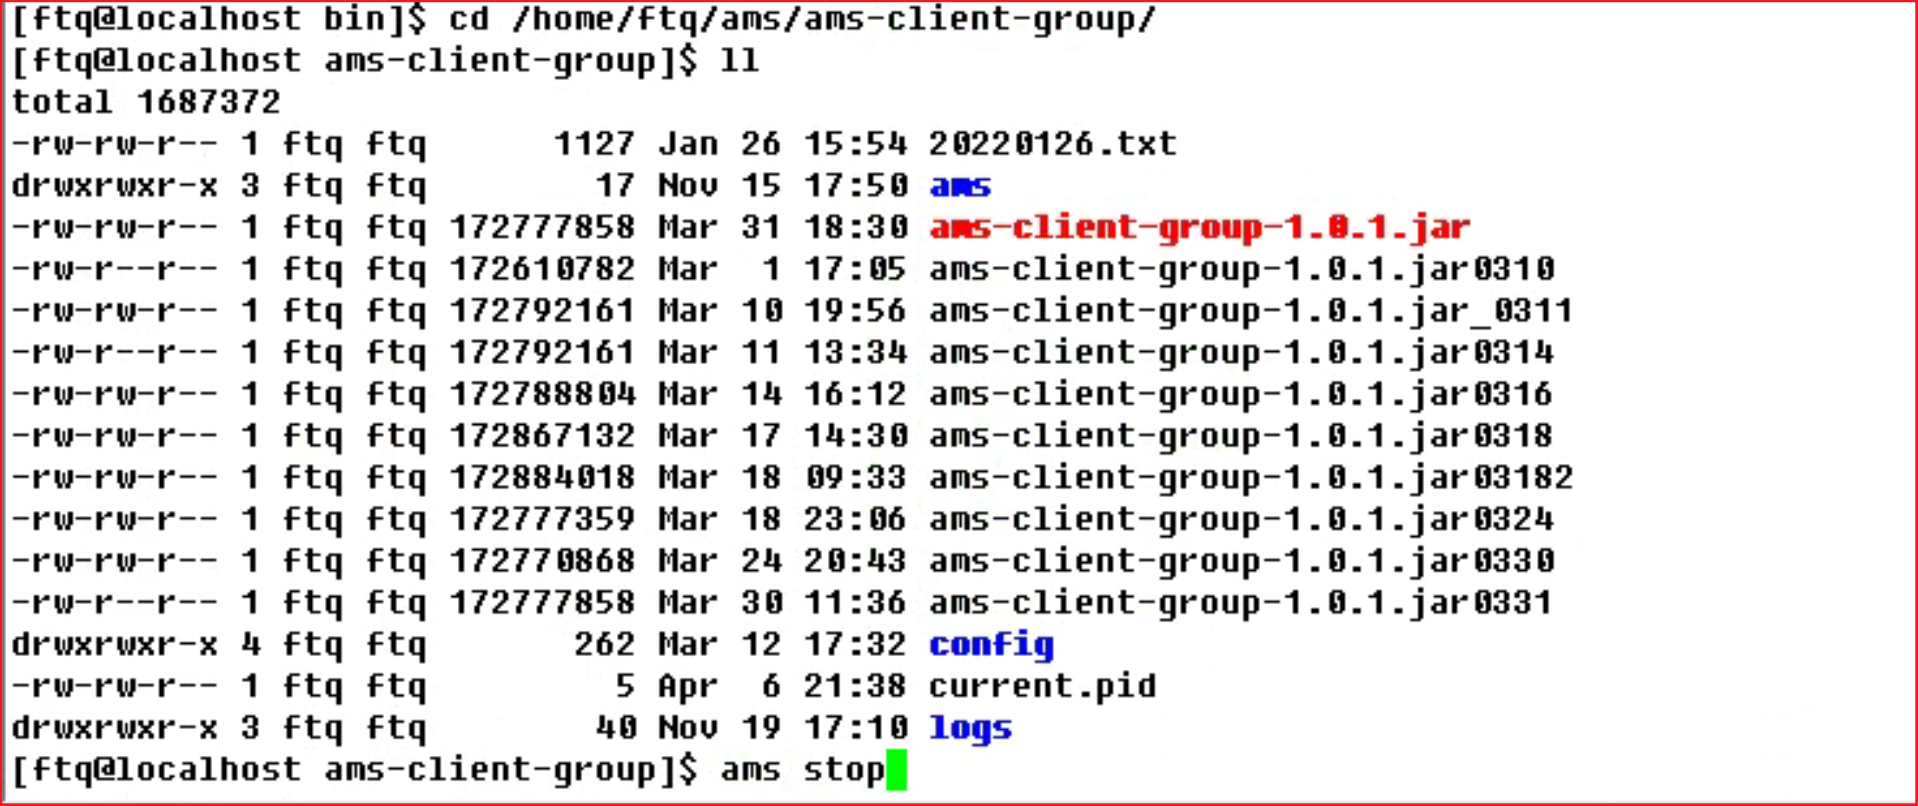 [ftq@localhost bin]$ cd /home/ftq/ams/ams-client-group/
[ftq@localhost ams-client-group]$ ll
total 1687372
-rw-rw-r-- 1 ftq ftq      1127 Jan 26 15:54 20220126.txt
drwxrwxr-x 3 ftq ftq        17 Nov 15 17:50 ams
-rw-rw-r-- 1 ftq ftq 172777858 Mar 31 18:30 ams-client-group-1.0.1.jar
-rw-r--r-- 1 ftq ftq 172610782 Mar  1 17:05 ams-client-group-1.0.1.jar0310
-rw-rw-r-- 1 ftq ftq 172792161 Mar 10 19:56 ams-client-group-1.0.1.jar_0311
-rw-r--r-- 1 ftq ftq 172792161 Mar 11 13:34 ams-client-group-1.0.1.jar0314
-rw-rw-r-- 1 ftq ftq 172788804 Mar 14 16:12 ams-client-group-1.0.1.jar0316
-rw-rw-r-- 1 ftq ftq 172867132 Mar 17 14:30 ams-client-group-1.0.1.jar0318
-rw-rw-r-- 1 ftq ftq 172884018 Mar 18 09:33 ams-client-group-1.0.1.jar03182
-rw-rw-r-- 1 ftq ftq 172777359 Mar 18 23:06 ams-client-group-1.0.1.jar0324
-rw-rw-r-- 1 ftq ftq 172770868 Mar 24 20:43 ams-client-group-1.0.1.jar0330
-rw-r--r-- 1 ftq ftq 172777858 Mar 30 11:36 ams-client-group-1.0.1.jar0331
drwxrwxr-x 4 ftq ftq       262 Mar 12 17:32 config
-rw-rw-r-- 1 ftq ftq         5 Apr  6 21:38 current.pid
drwxrwxr-x 3 ftq ftq        40 Nov 19 17:10 logs
[ftq@localhost ams-client-group]$ ams stop